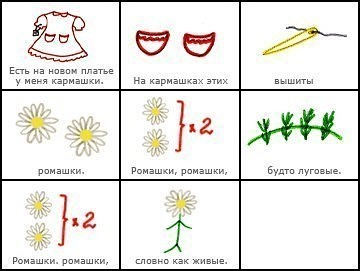 Есть на новом платье
у меня кармашки.
На кармашках этих
вышиты
ромашки.
x 2
Ромашки, ромашки,
будто луговые.
x 2
Ромашки. ромашки,
словно как живые.